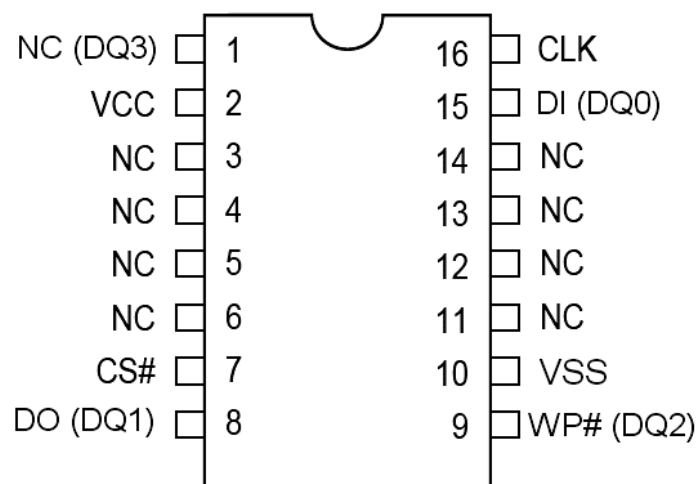 NC (DQ3) 1 16 CLK
VCC 2 15 DI (DQ0)
NC 3 14 NC
NC 4 13 NC
NC 5 12 NC
NC 6 11 NC
CS# 7 10 VSS
DO (DQ1) 8 9 WP# (DQ2)